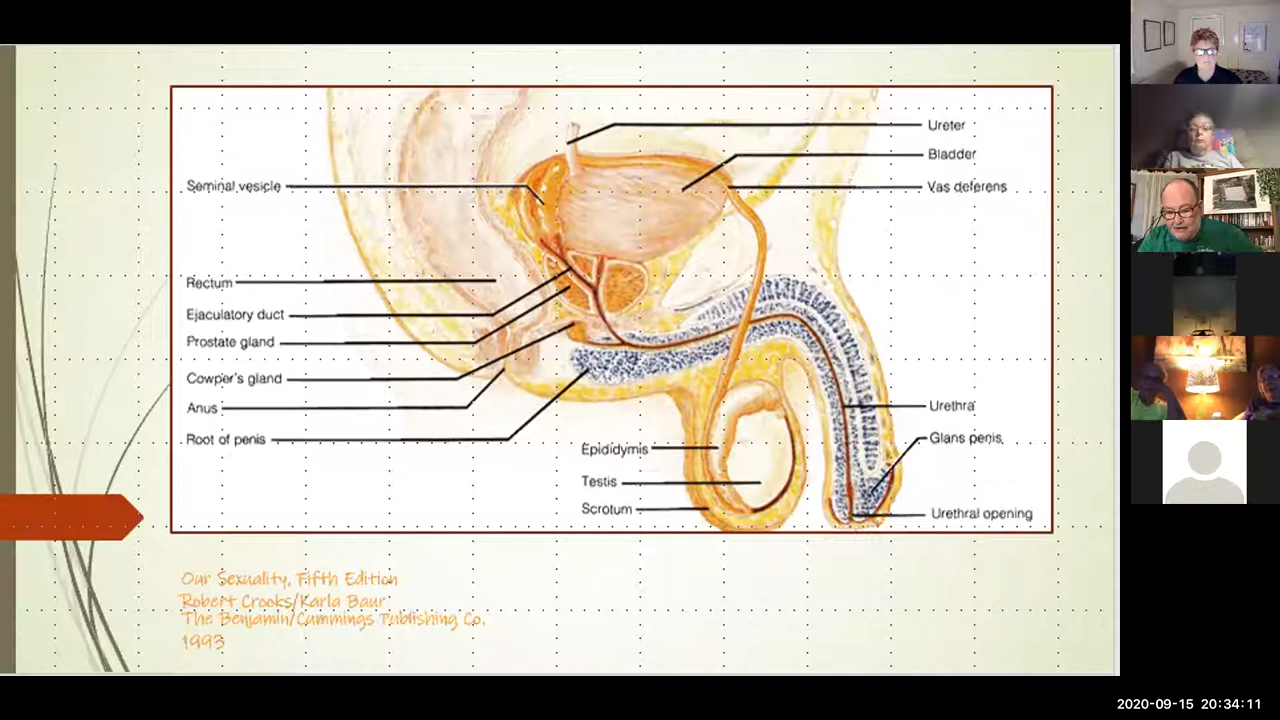 Ureter
Bladder
Seminal vesicle
Vas deferens
Rectum
Ejaculatory duct
Prostate gland
Cowper's gland
Anus
Root of penis
Urethra
Glans penis
Epididymis
Testis
Scrotum
Urethral opening
Our Sexuality, Fifth Edition
Robert Crooks/Karla Baur
The Benjamin/Cummings Publishing Co.
1993
2020-09-15 20:34:11